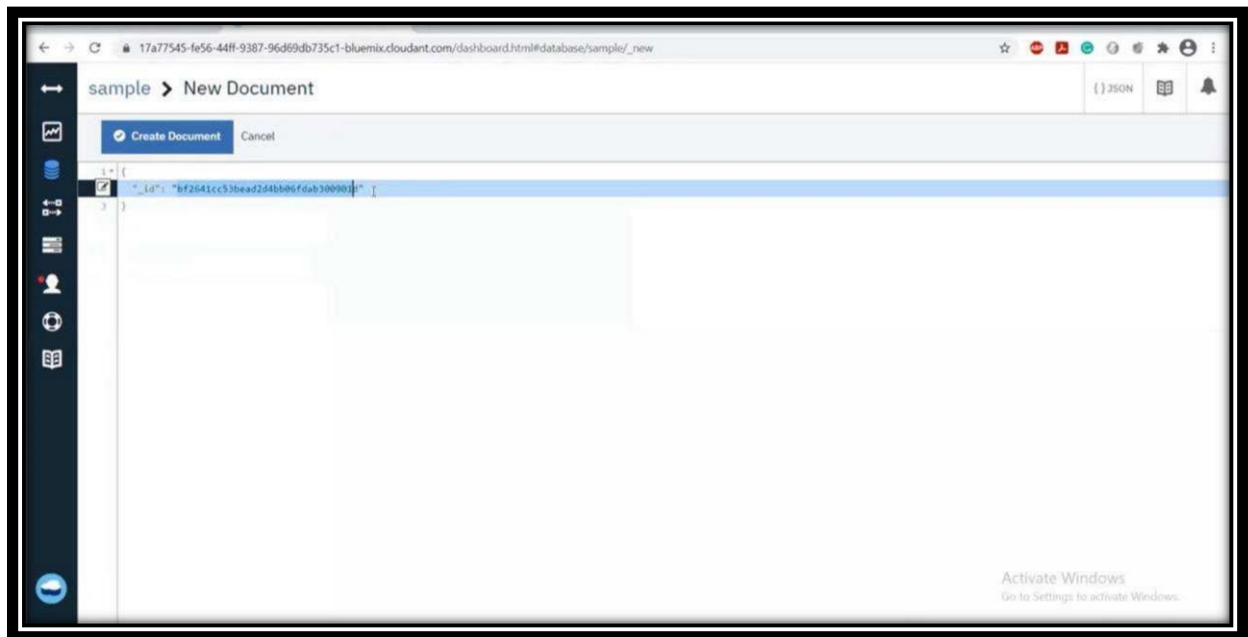 17a77545-fe56-44ff-9387-96d69db735c1-bluemix.cloudant.com/dashboard.html#database/sample/_new
sample > New Document
{ } JSON
Create Document Cancel
1 {
"_id": "bf2641cc53bead2d4bb06fdab300901d"
3 }
Activate Windows
Go to Settings to activate Windows.